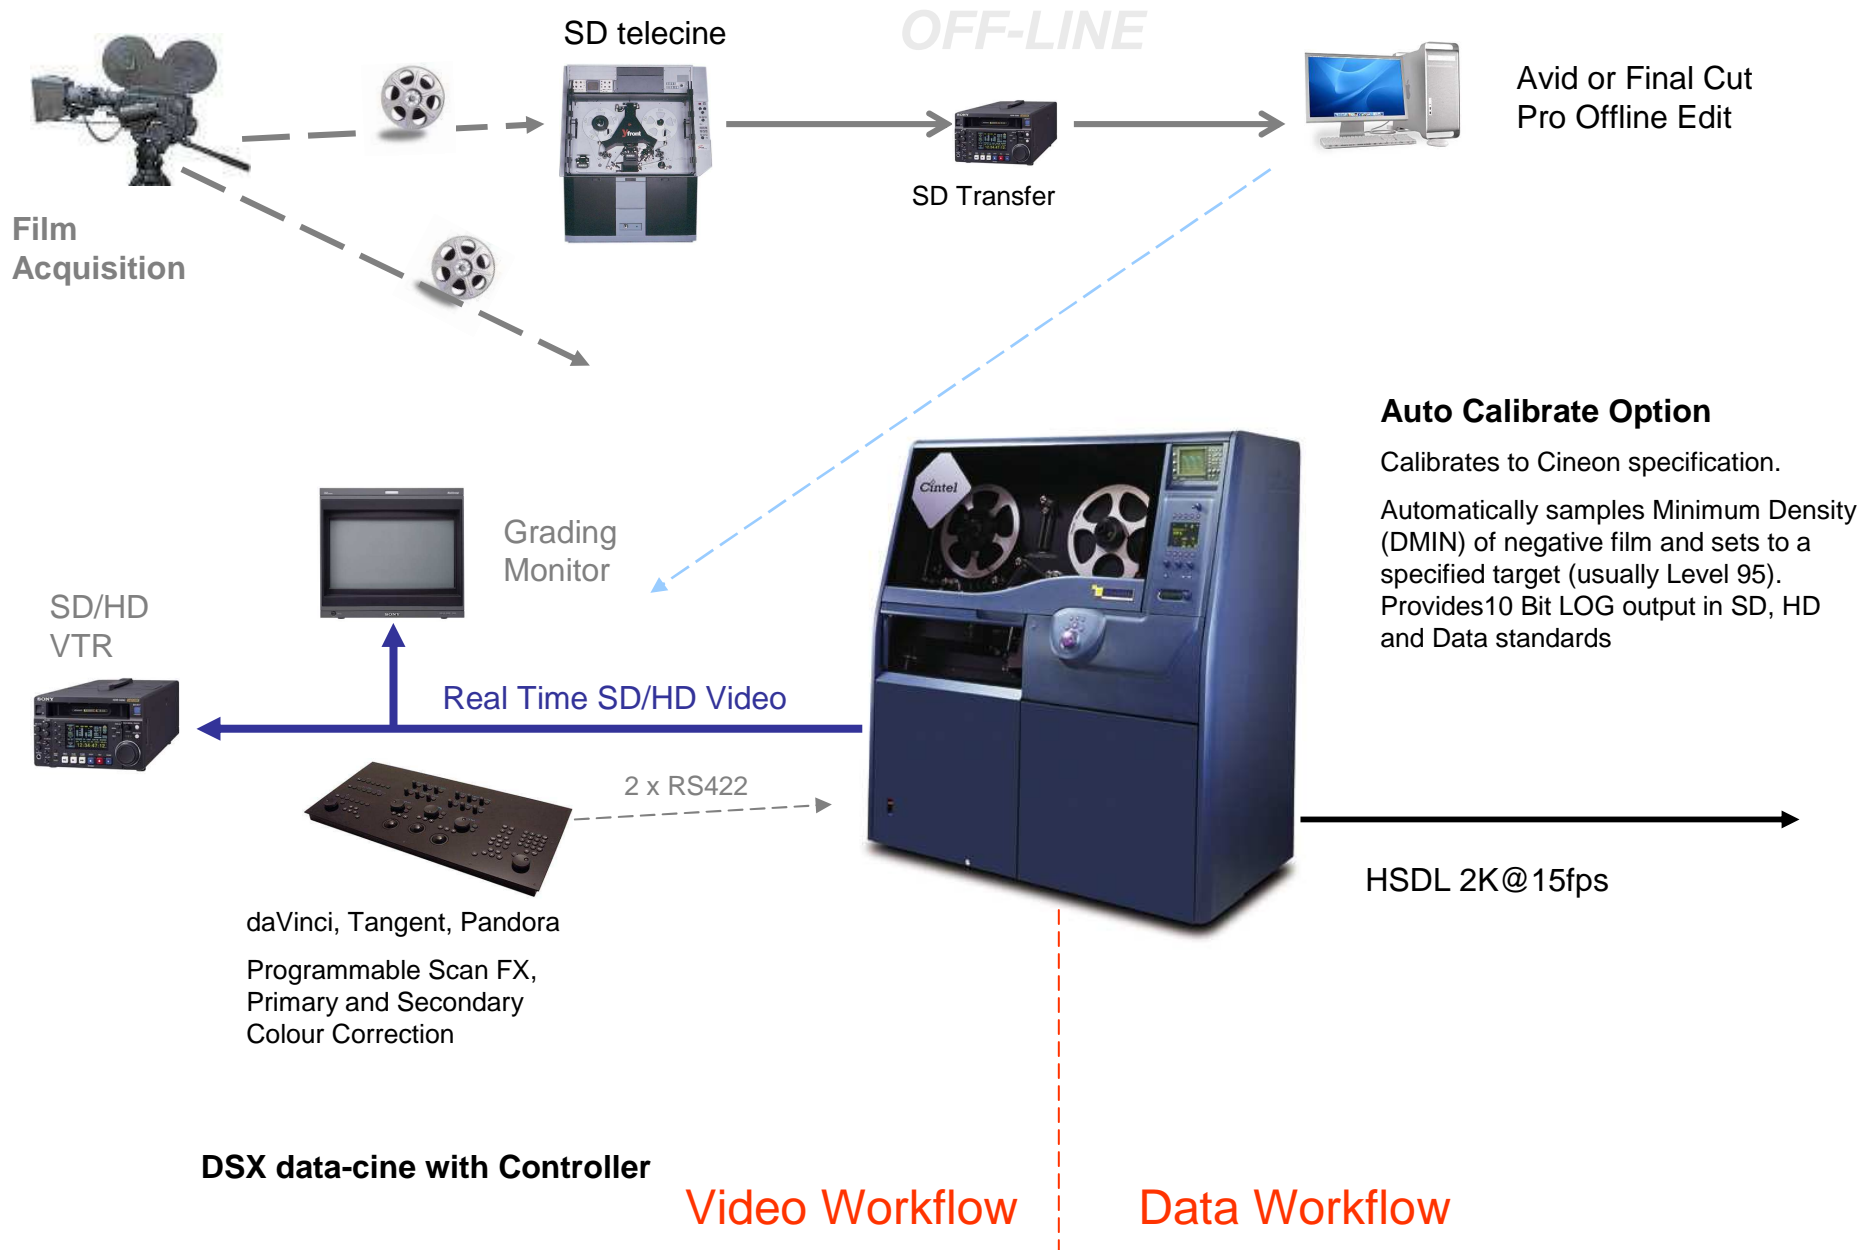 OFF-LINE
SD telecine
Avid or Final Cut
Pro Offline Edit
front
SD Transfer
Film
Acquisition
Auto Calibrate Option
Calibrates to Cineon specification.
Automatically samples Minimum Density
(DMIN) of negative film and sets to a
specified target (usually Level 95).
Provides10 Bit LOG output in SD, HD
and Data standards
Cintel
Grading
Monitor
SONY
SD/HD
VTR
Real Time SD/HD Video
SONY
2 x RS422
HSDL 2K@15fps
daVinci, Tangent, Pandora
Programmable Scan FX,
Primary and Secondary
Colour Correction
DSX data-cine with Controller
Video Workflow
Data Workflow